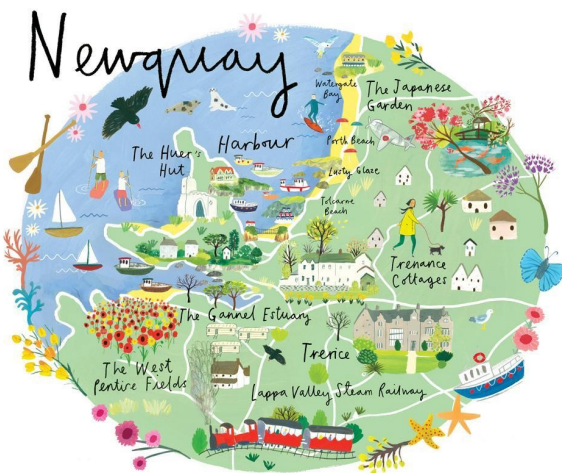 Newquay
Watergate
Bay
The Japanese
Garden
Harbour
Porth Beach
The Huer's
Hut
Lusty Glaze
Tolcarne
Beach
Trenance
Cottages
The Gannel Estuary
Trerice
The West
Pentire Fields
Lappa Valley Steam Railway